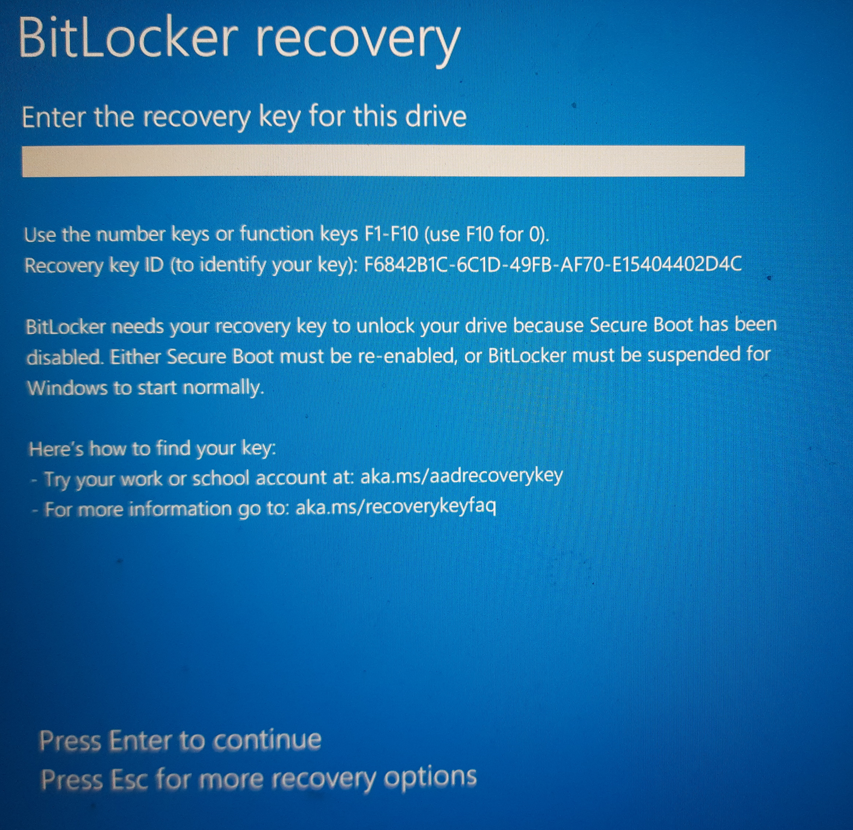 BitLocker recovery
Enter the recovery key for this drive
Use the number keys or function keys F1-F10 (use F10 for 0).
Recovery key ID (to identify your key): F6842B1C-6C1D-49FB-AF70-E15404402D4C
BitLocker needs your recovery key to unlock your drive because Secure Boot has been
disabled. Either Secure Boot must be re-enabled, or BitLocker must be suspended for
Windows to start normally.
Here's how to find your key:
- Try your work or school account at: aka.ms/aadrecoverykey
- For more information go to: aka.ms/recoverykeyfaq
Press Enter to continue
Press Esc for more recovery options